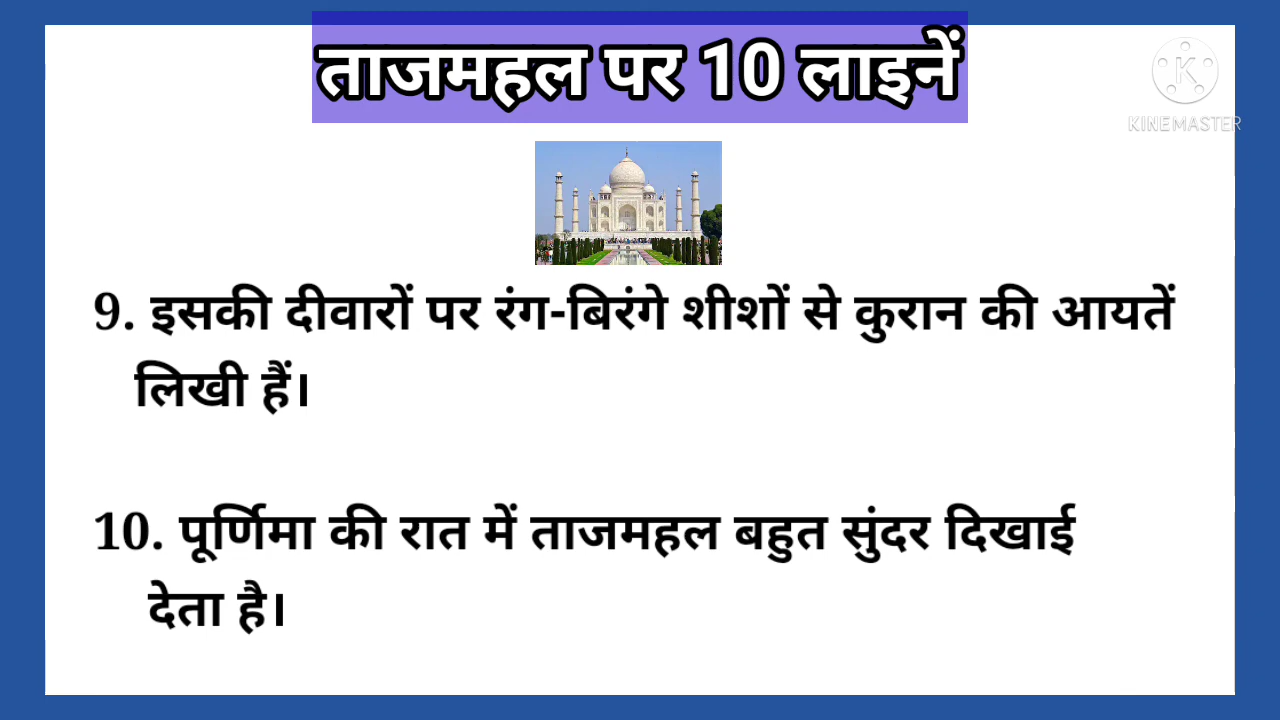 ताजमहल पर 10 लाइनें
KINEMASTER
9. इसकी दीवारों पर रंग-बिरंगे शीशों से कुरान की आयतें
लिखी हैं।
10. पूर्णिमा की रात में ताजमहल बहुत सुंदर दिखाई
देता है।